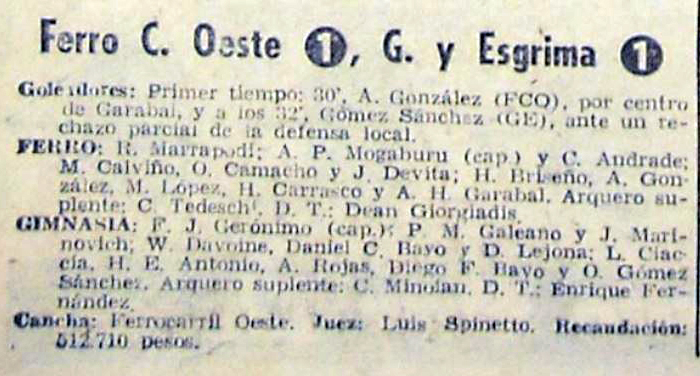 Ferro C. Oeste 1, G. y Esgrima 1
Goleadores: Primer tiempo: 30', A. González (FCO), por centro
de Garabal, y a los 32', Gómez Sánchez (GE), ante un re-
chazo parcial de la defensa local.
FERRO: R. Marrapodi; A. P. Mogaburu (cap.) y C. Andrade;
M. Calviño, O. Camacho y J. Devita; H. Briseño, A. Gon-
zález, M. López, H. Carrasco y A. H. Garabal. Arquero su-
plente: C. Tedeschi. D. T.: Dean Giorgiadis.
GIMNASIA: F. J. Gerónimo (cap.); P. M. Galeano y J. Mari-
novich; W. Davoine, Daniel C. Bayo y D. Lejona; L. Ciac-
cia, H. E. Antonio, A. Rojas, Diego F. Bayo y O. Gómez
Sánchez. Arquero suplente: C. Minoian. D. T.: Enrique Fer-
nández.
Cancha: Ferrocarril Oeste. Juez: Luis Spinetto. Recaudación:
512.710 pesos.